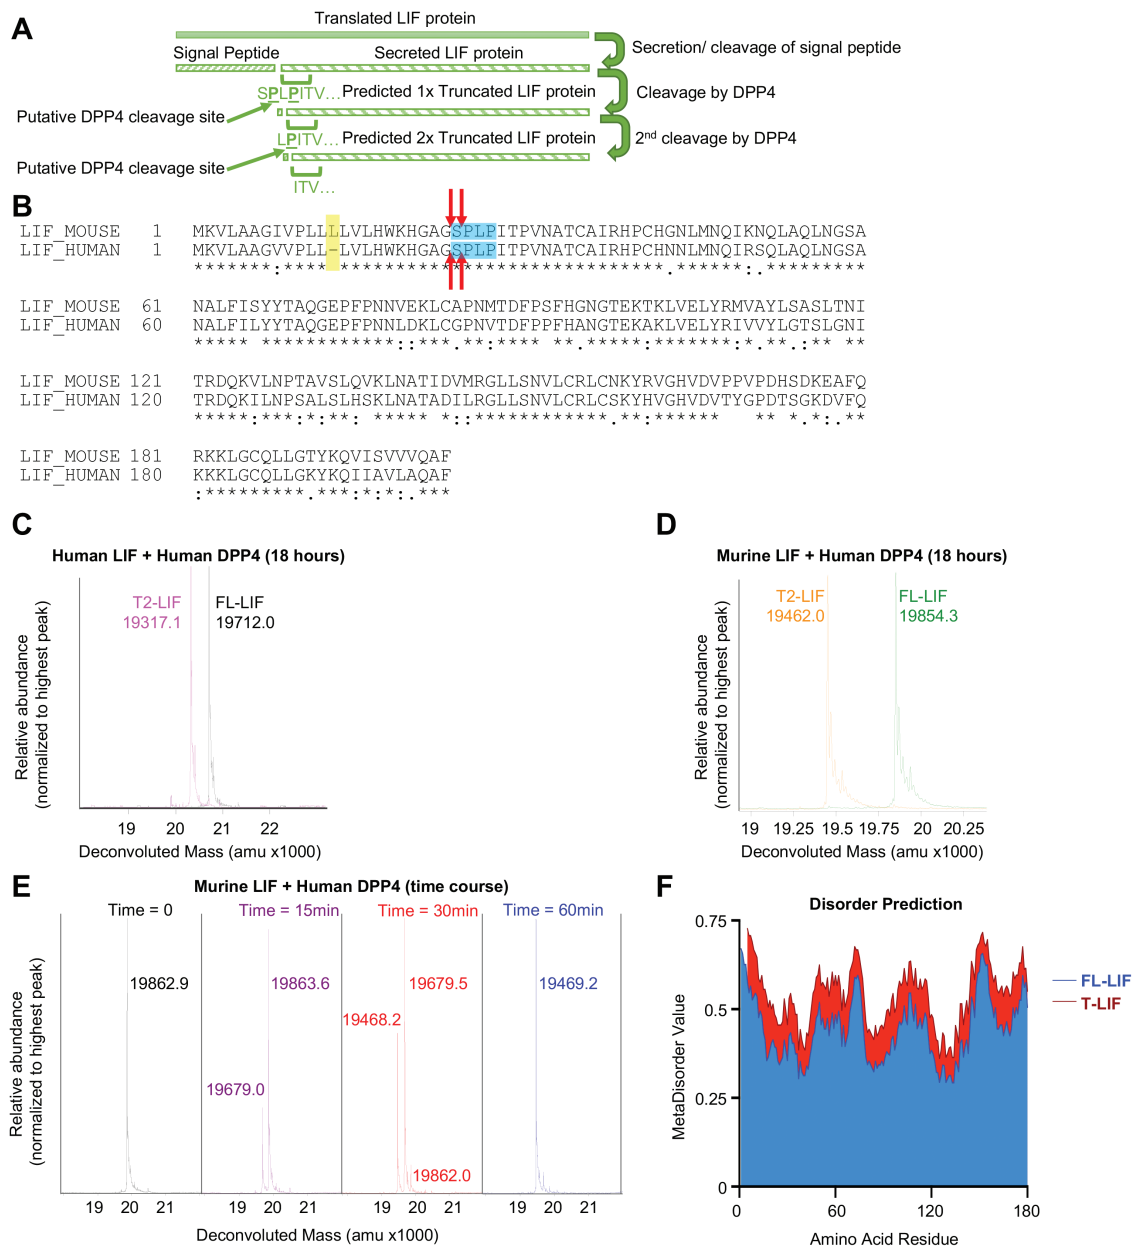 A
Translated LIF protein
Signal Peptide
Secreted LIF protein
Secretion/ cleavage of signal peptide
SPLPITV...
Predicted 1x Truncated LIF protein
Cleavage by DPP4
Putative DPP4 cleavage site
LPITV...
Predicted 2x Truncated LIF protein
2nd cleavage by DPP4
Putative DPP4 cleavage site
ITV...
B
LIF_MOUSE 1 MKVLAAGIVPLLLLVLHWKHGAGSPLPITPVNATCAIRHPCHGNLMNQIKNQLAQLNGSA
LIF_HUMAN 1 MKVLAAGVVPLLL-VLHWKHGAGSPLPITPVNATCAIRHPCHNNLMNQIRSQLAQLNGSA
LIF_MOUSE 61 NALFISYYTAQGEPFPNNVEKLCAPNMTDFPSFHGNGTEKTKLVELYRMVAYLSASLTNI
LIF_HUMAN 60 NALFILYYTAQGEPFPNNLDKLCGPNVTDFPPFHANGTEKAKLVELYRIVVYLGTSLGNI
LIF_MOUSE 121 TRDQKVLNPTAVSLQVKLNATIDVMRGLLSNVLCRLCNKYRVGHVDVPPVPDHSDKEAFQ
LIF_HUMAN 120 TRDQKILNPSALSLHSKLNATADILRGLLSNVLCRLCSKYHVGHVDVTYGPDTSGKDVFQ
LIF_MOUSE 181 RKKLGCQLLGTYKQVISVVVQAF
LIF_HUMAN 180 KKKLGCQLLGKYKQIIAVLAQAF
C
Human LIF + Human DPP4 (18 hours)
T2-LIF
19317.1
FL-LIF
19712.0
Relative abundance
(normalized to highest peak)
19 20 21 22
Deconvoluted Mass (amu x1000)
D
Murine LIF + Human DPP4 (18 hours)
T2-LIF
19462.0
FL-LIF
19854.3
Relative abundance
(normalized to highest peak)
19 19.25 19.5 19.75 20 20.25
Deconvoluted Mass (amu x1000)
E
Murine LIF + Human DPP4 (time course)
Time = 0
Time = 15min
Time = 30min
Time = 60min
19862.9
19863.6
19679.5
19469.2
19468.2
19679.0
19862.0
Relative abundance
(normalized to highest peak)
19 20 21 19 20 21 19 20 21 19 20 21
Deconvoluted Mass (amu x1000)
F
Disorder Prediction
0.75
0.5
0.25
0
MetaDisorder Value
FL-LIF
T-LIF
0 60 120 180
Amino Acid Residue